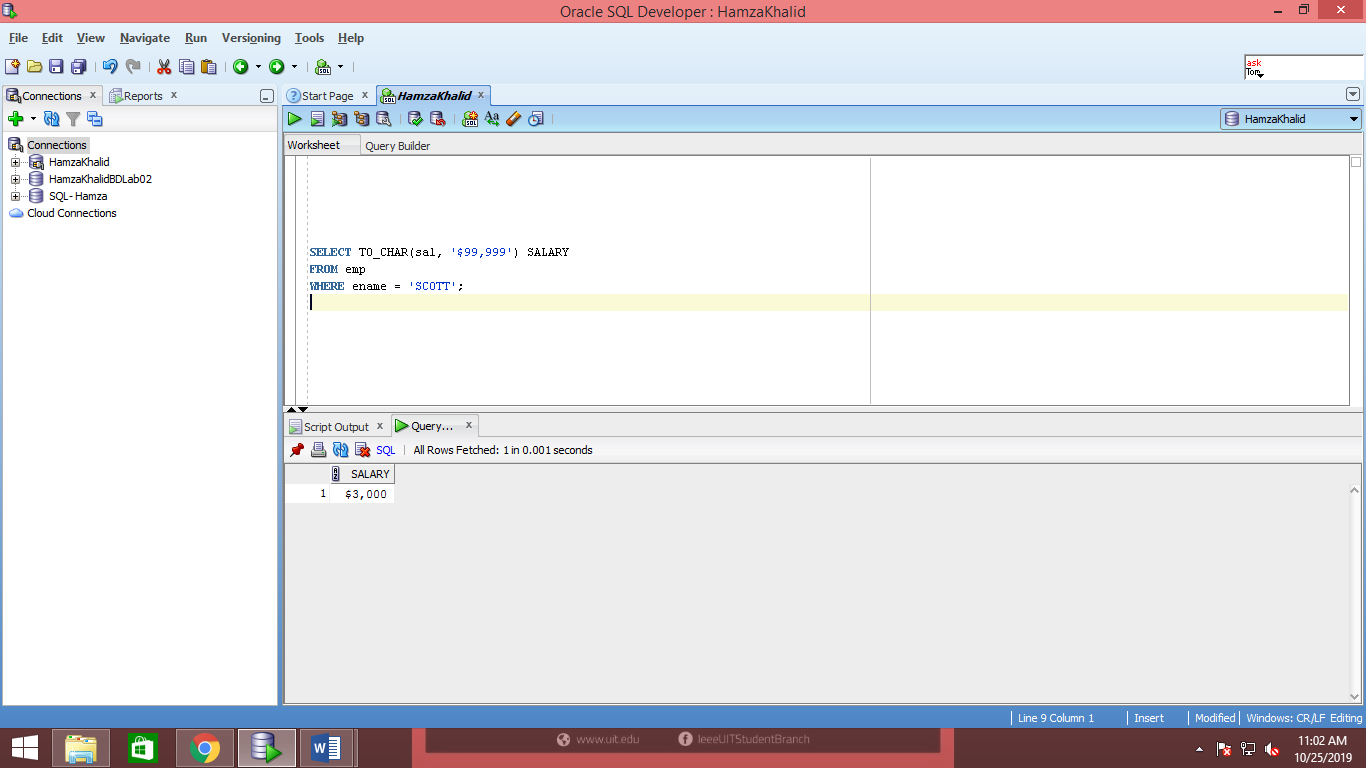 Oracle SQL Developer : HamzaKhalid
File Edit View Navigate Run Versioning Tools Help
ask
Tom
Connections x Reports x
Start Page x HamzaKhalid x
HamzaKhalid
Connections
HamzaKhalid
HamzaKhalidBDLab02
SQL- Hamza
Cloud Connections
Worksheet Query Builder
SELECT TO_CHAR(sal, '$99,999') SALARY
FROM emp
WHERE ename = 'SCOTT';
Script Output x Query... x
SQL All Rows Fetched: 1 in 0.001 seconds
SALARY
1 $3,000
Line 9 Column 1 Insert Modified Windows: CR/LF Editing
www.uit.edu IeeeUITStudentBranch
11:02 AM
10/25/2019